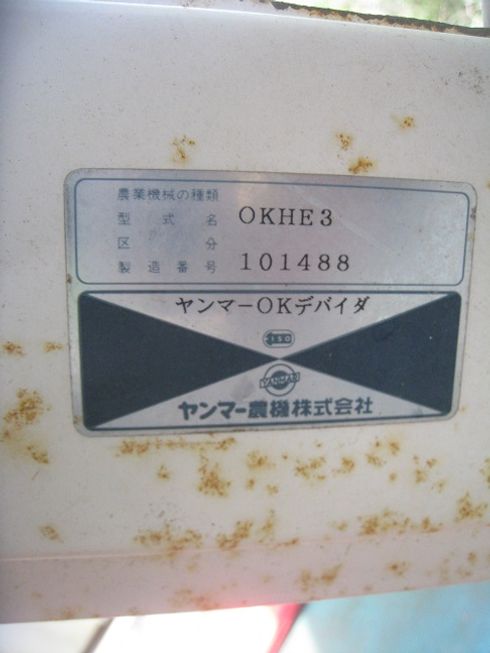 農業機械の種類
型式名 OKHE3
区分
製造番号 101488
ヤンマーOKデバイダ
ISO
YANMAR
ヤンマー農機株式会社